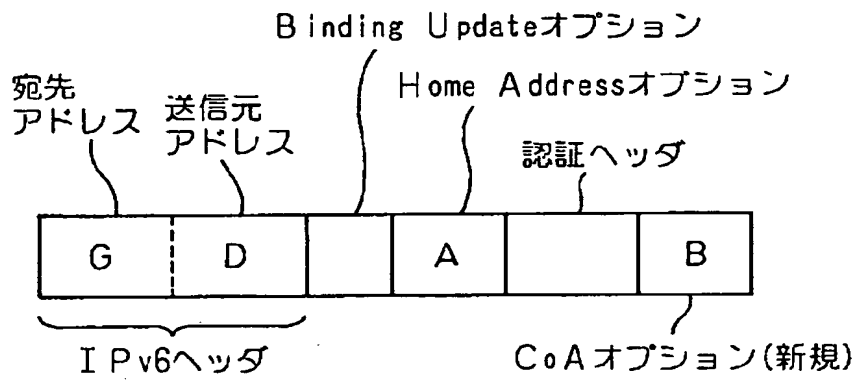 Binding Updateオプション
Home Addressオプション
宛先
アドレス
送信元
アドレス
認証ヘッダ
G D A B
IPv6ヘッダ
CoAオプション(新規)